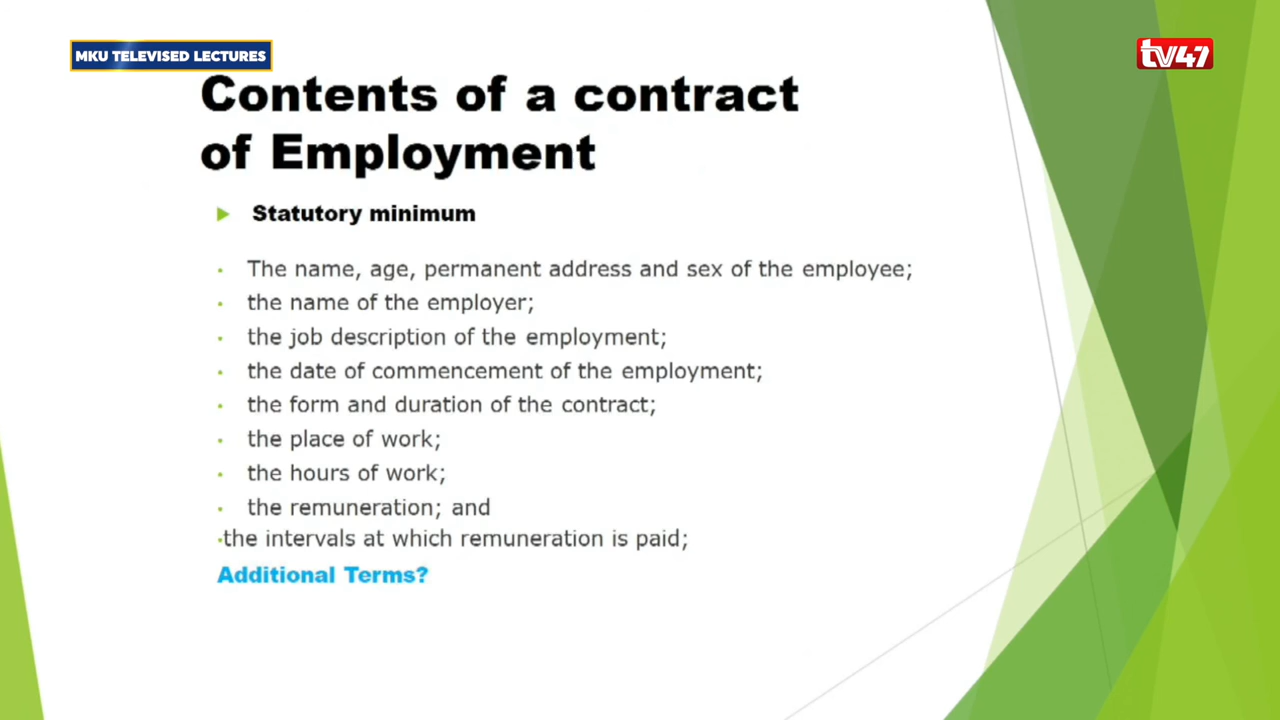 MKU TELEVISED LECTURES
tv47
Contents of a contract
of Employment
Statutory minimum
The name, age, permanent address and sex of the employee;
the name of the employer;
the job description of the employment;
the date of commencement of the employment;
the form and duration of the contract;
the place of work;
the hours of work;
the remuneration; and
the intervals at which remuneration is paid;
Additional Terms?